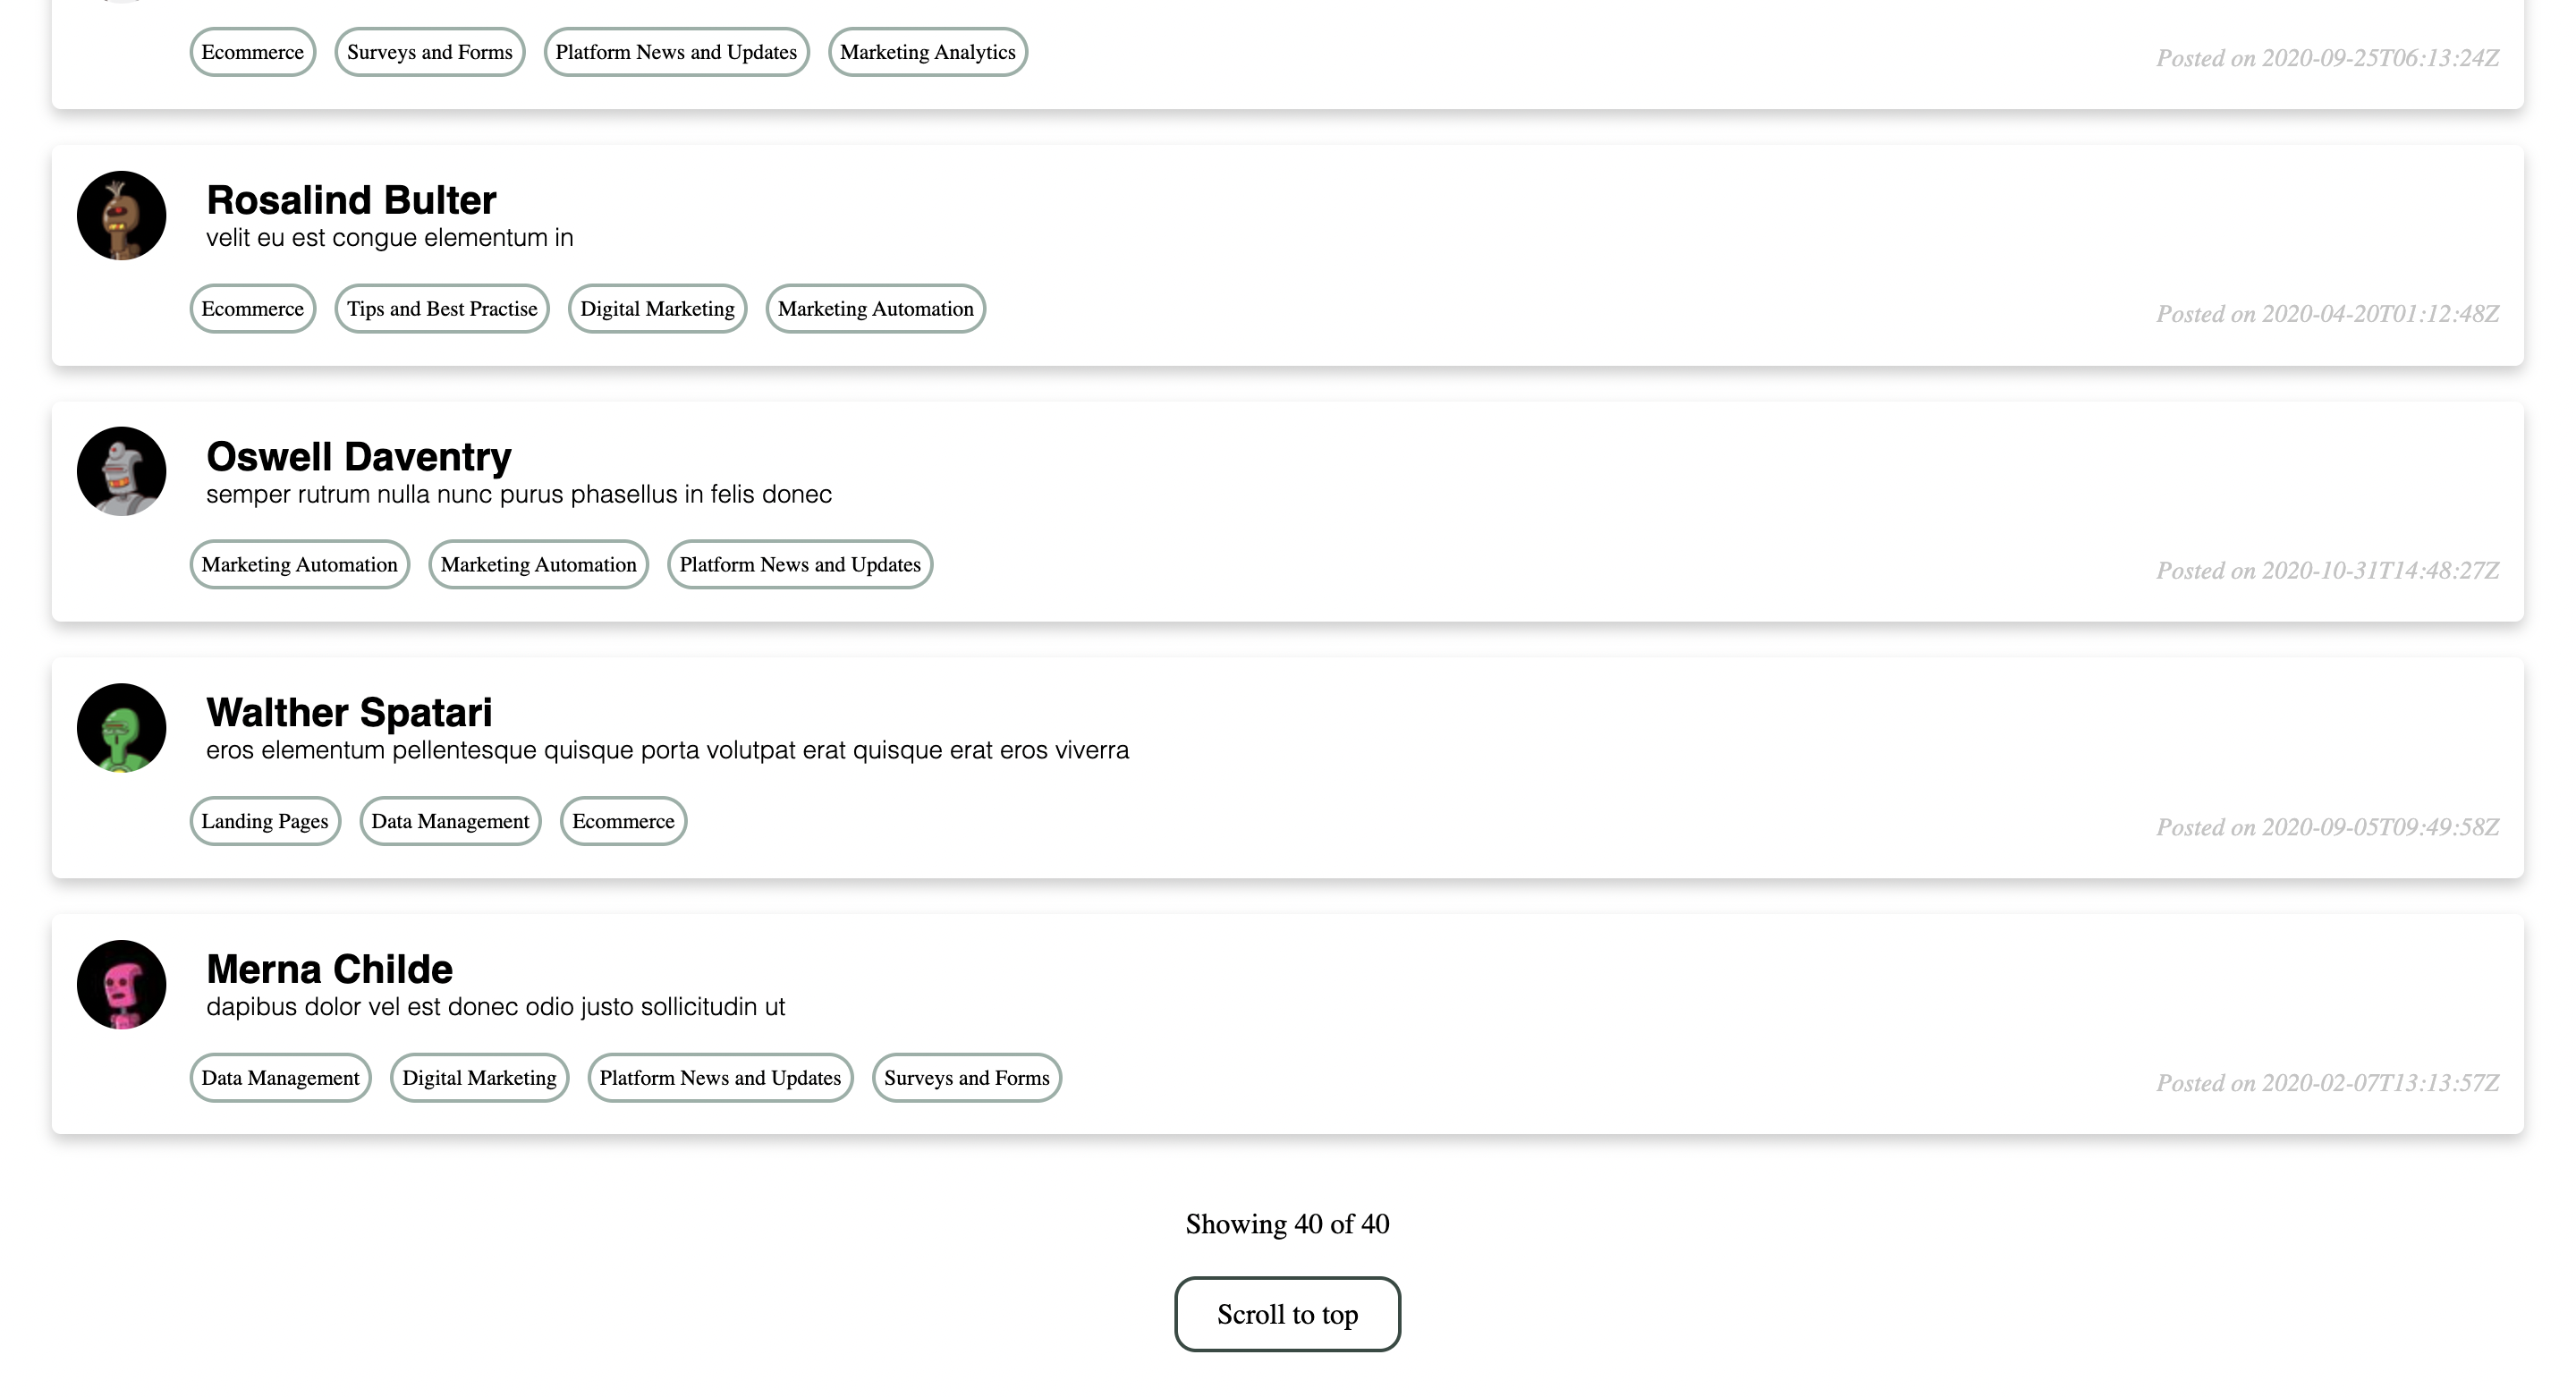 Ecommerce Surveys and Forms Platform News and Updates Marketing Analytics
Posted on 2020-09-25T06:13:24Z
Rosalind Bulter
velit eu est congue elementum in
Ecommerce Tips and Best Practise Digital Marketing Marketing Automation
Posted on 2020-04-20T01:12:48Z
Oswell Daventry
semper rutrum nulla nunc purus phasellus in felis donec
Marketing Automation Marketing Automation Platform News and Updates
Posted on 2020-10-31T14:48:27Z
Walther Spatari
eros elementum pellentesque quisque porta volutpat erat quisque erat eros viverra
Landing Pages Data Management Ecommerce
Posted on 2020-09-05T09:49:58Z
Merna Childe
dapibus dolor vel est donec odio justo sollicitudin ut
Data Management Digital Marketing Platform News and Updates Surveys and Forms
Posted on 2020-02-07T13:13:57Z
Showing 40 of 40
Scroll to top